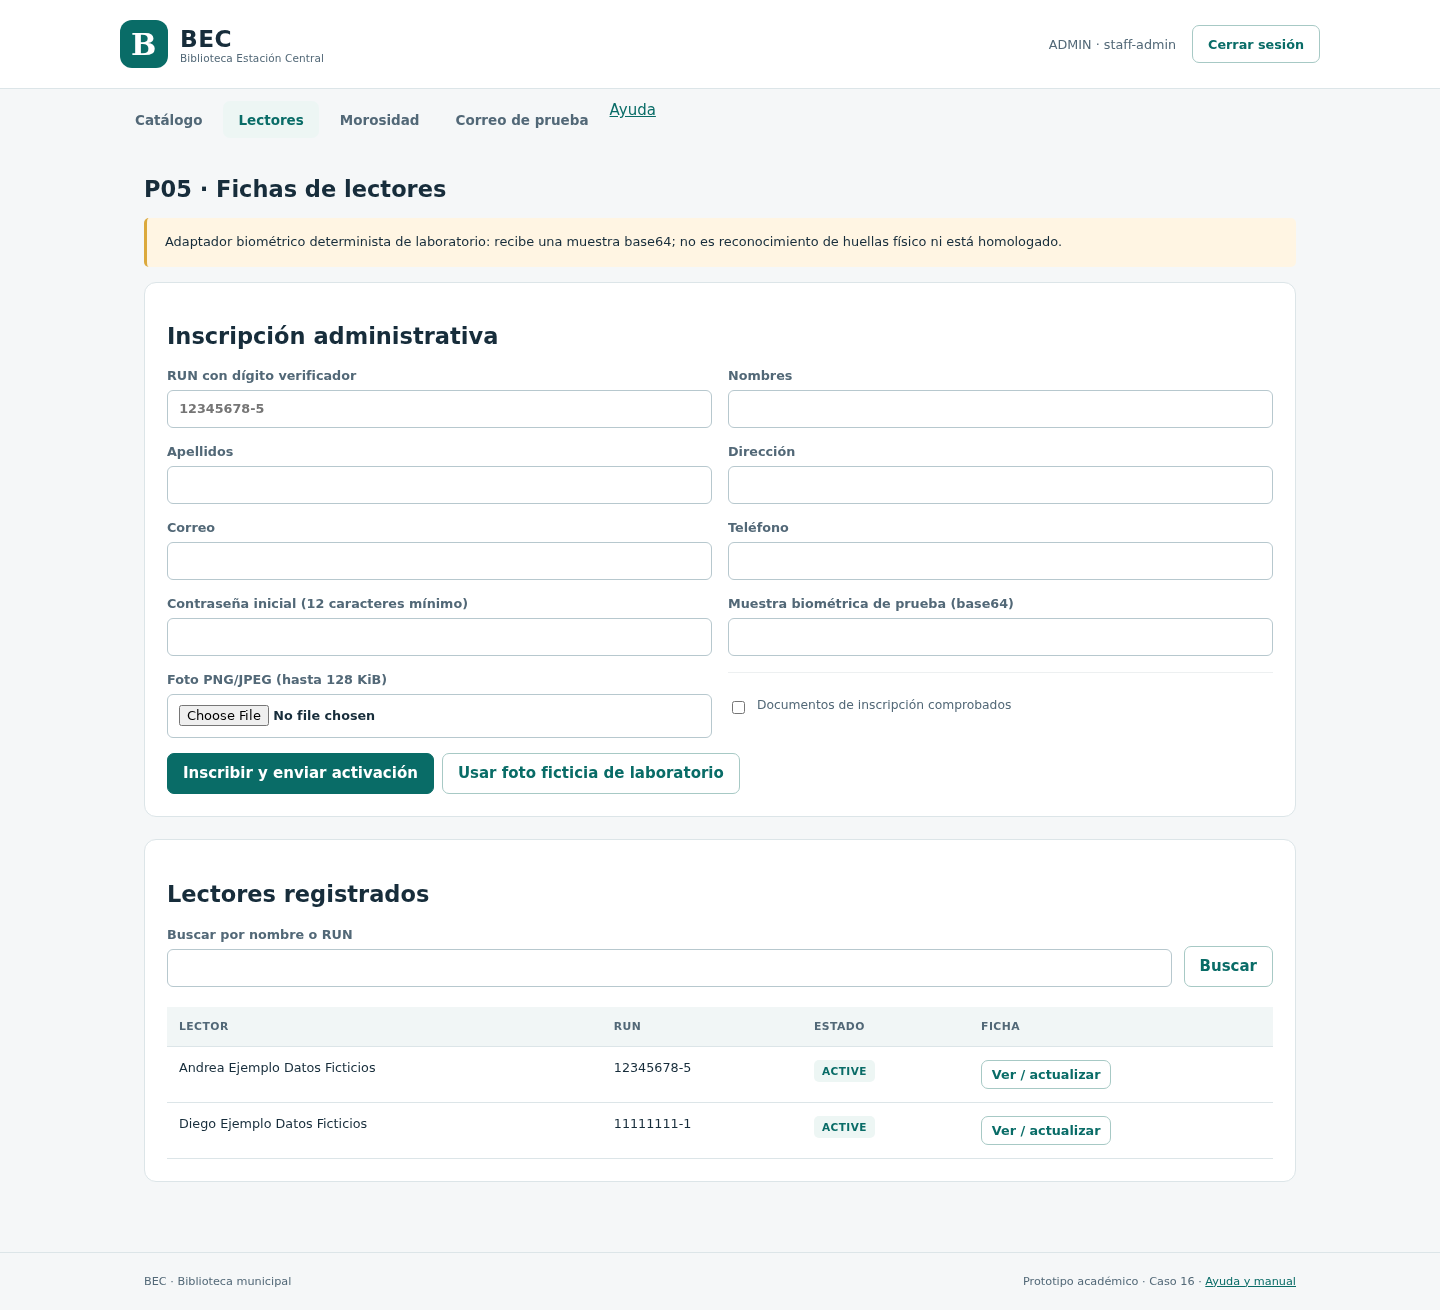 B
BEC
Biblioteca Estación Central
ADMIN · staff-admin
Cerrar sesión
Catálogo
Lectores
Morosidad
Correo de prueba
Ayuda
P05 · Fichas de lectores
Adaptador biométrico determinista de laboratorio: recibe una muestra base64; no es reconocimiento de huellas físico ni está homologado.
Inscripción administrativa
RUN con dígito verificador
12345678-5
Nombres
Apellidos
Dirección
Correo
Teléfono
Contraseña inicial (12 caracteres mínimo)
Muestra biométrica de prueba (base64)
Foto PNG/JPEG (hasta 128 KiB)
Choose File No file chosen
Documentos de inscripción comprobados
Inscribir y enviar activación
Usar foto ficticia de laboratorio
Lectores registrados
Buscar por nombre o RUN
Buscar
LECTOR RUN ESTADO FICHA
Andrea Ejemplo Datos Ficticios 12345678-5 ACTIVE Ver / actualizar
Diego Ejemplo Datos Ficticios 11111111-1 ACTIVE Ver / actualizar
BEC · Biblioteca municipal
Prototipo académico · Caso 16 · Ayuda y manual